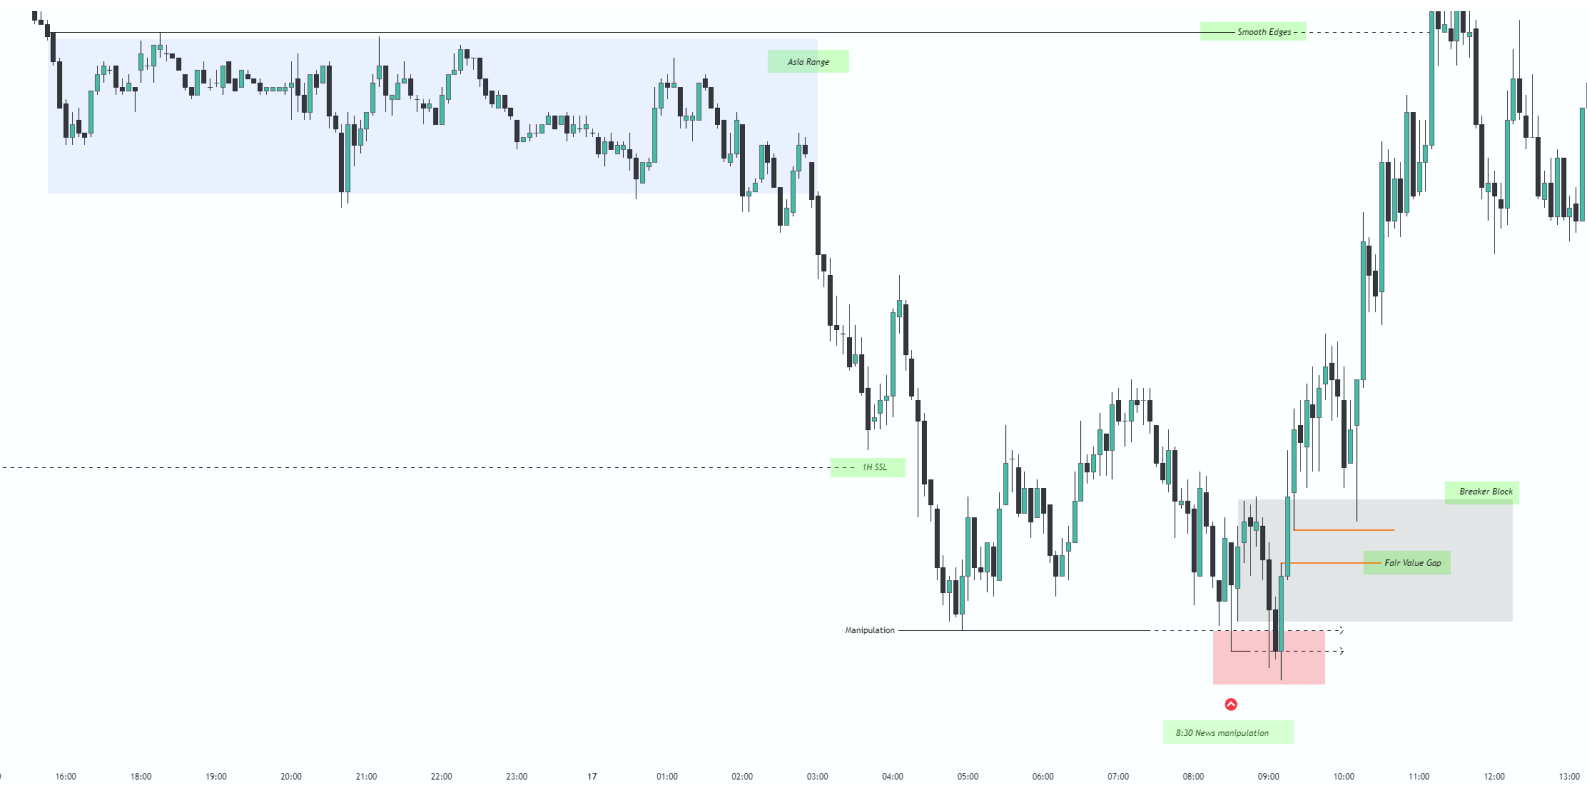 Smooth Edges
Asia Range
1H SSL
Breaker Block
Fair Value Gap
Manipulation
8:30 News manipulation
16:00 18:00 19:00 20:00 21:00 22:00 23:00 17 01:00 02:00 03:00 04:00 05:00 06:00 07:00 08:00 09:00 10:00 11:00 12:00 13:00